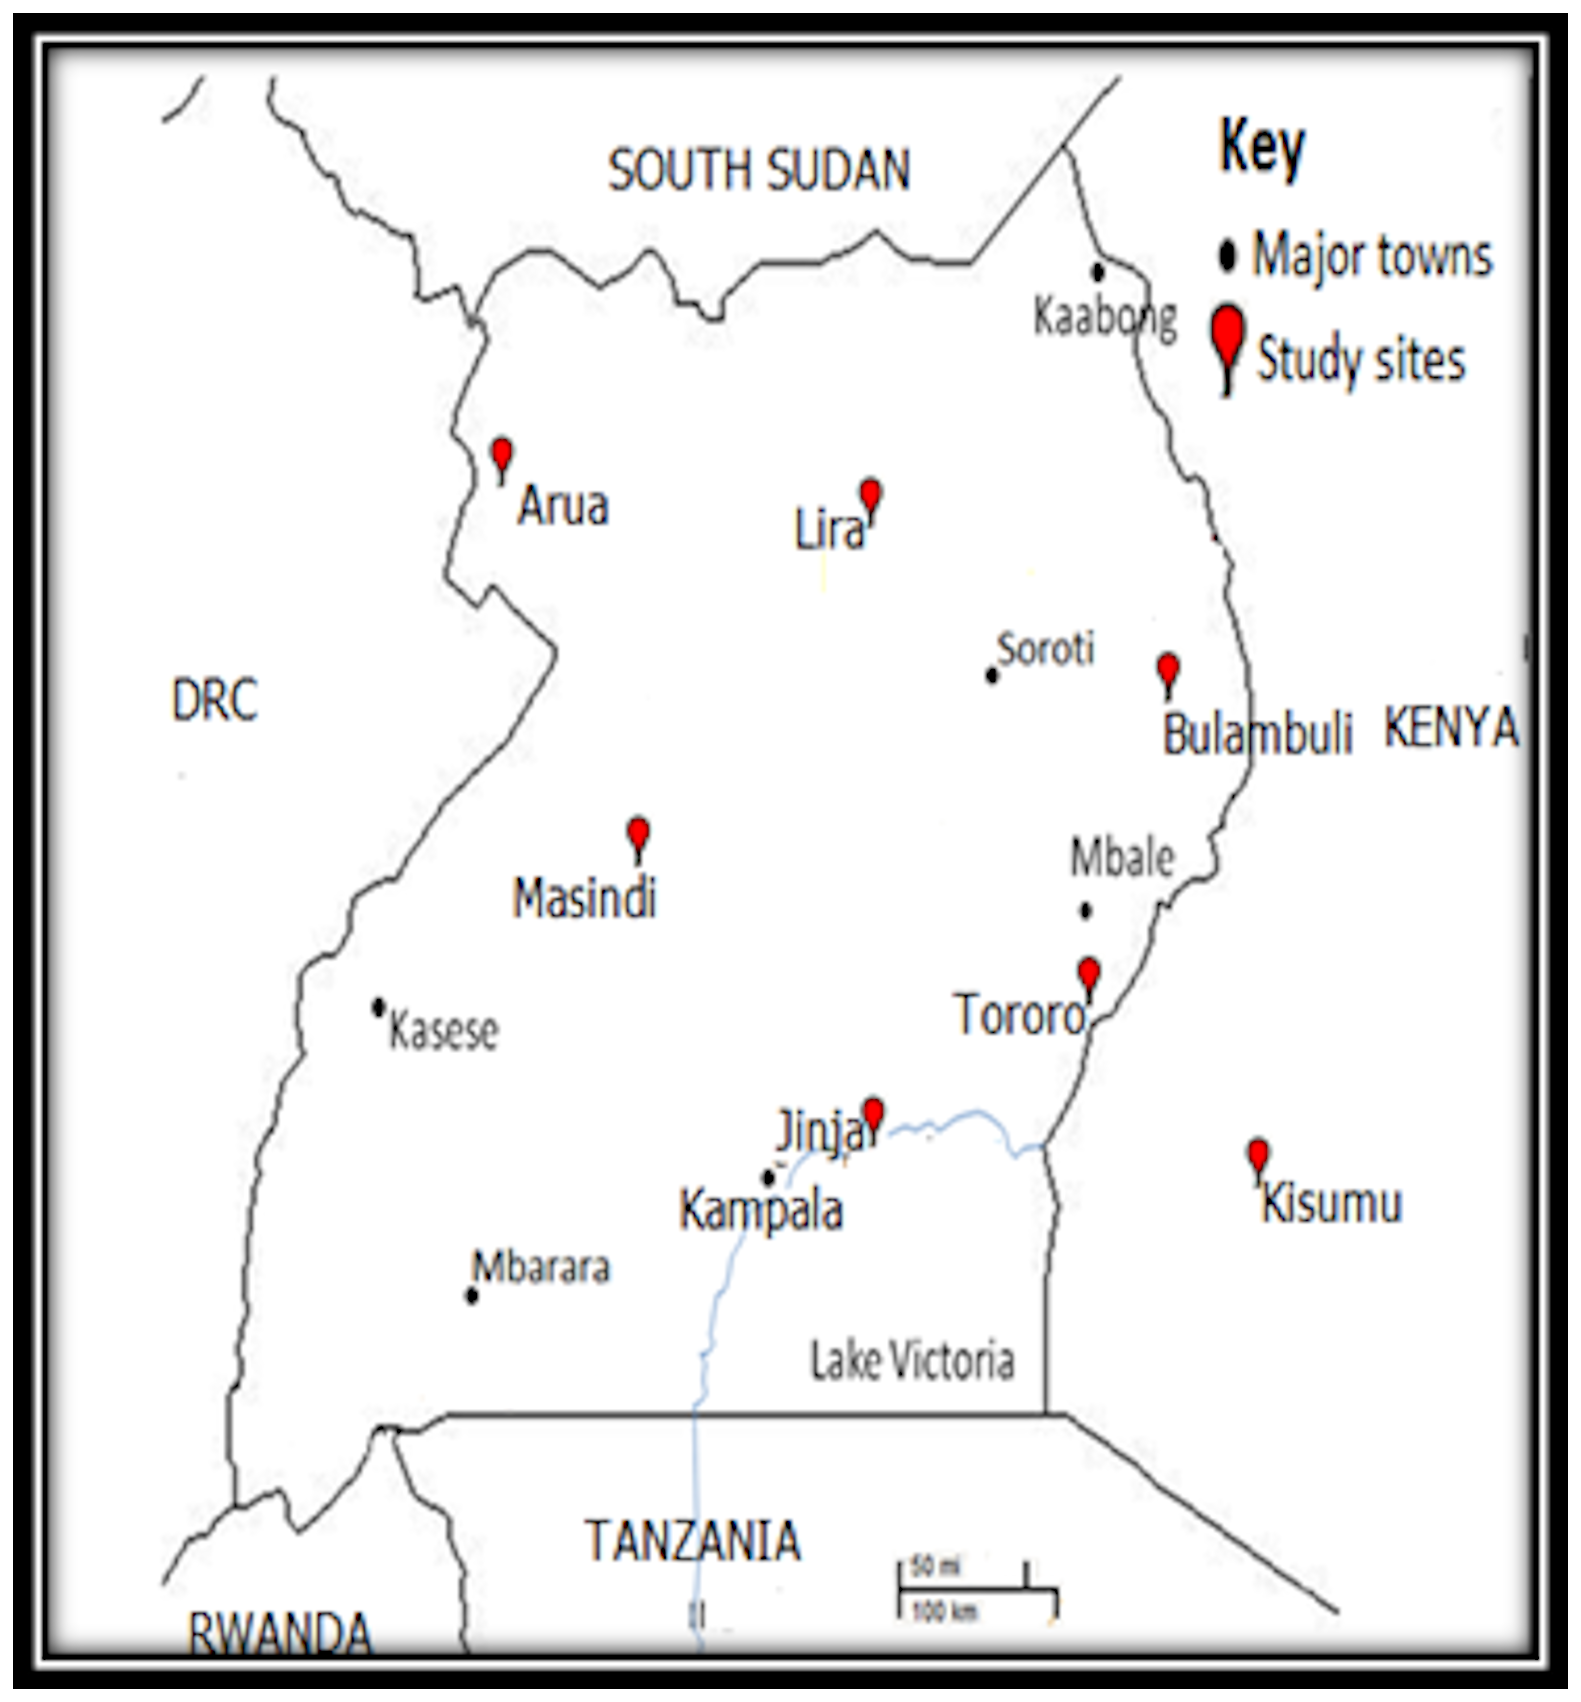 Key
SOUTH SUDAN
Major towns
Kaabong
Study sites
Arua
Lira
Soroti
DRC
Bulambuli
KENYA
Mbale
Masindi
Tororo
Kasese
Jinja
Kisumu
Kampala
Mbarara
Lake Victoria
TANZANIA
50 mi
100 km
RWANDA